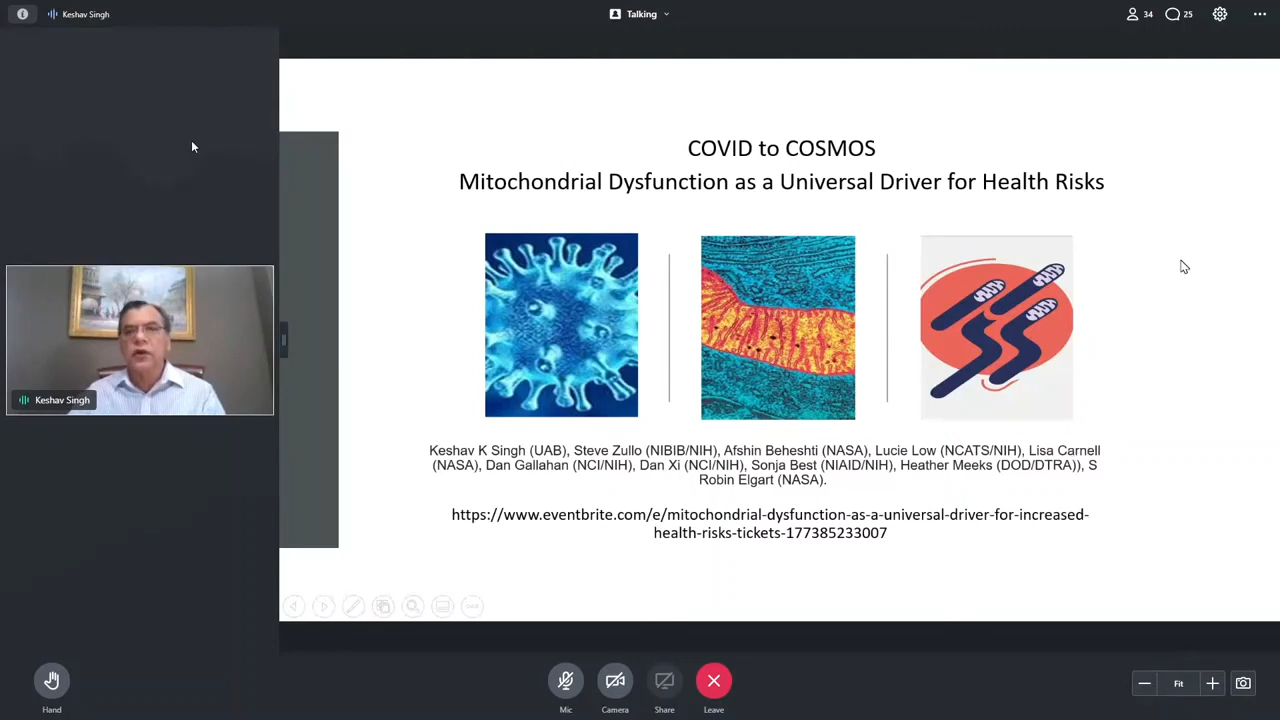 Keshav Singh
Talking
34
25
COVID to COSMOS
Mitochondrial Dysfunction as a Universal Driver for Health Risks
Keshav Singh
Keshav K Singh (UAB), Steve Zullo (NIBIB/NIH), Afshin Beheshti (NASA), Lucie Low (NCATS/NIH), Lisa Carnell
(NASA), Dan Gallahan (NCI/NIH), Dan Xi (NCI/NIH), Sonja Best (NIAID/NIH), Heather Meeks (DOD/DTRA)), S
Robin Elgart (NASA).
https://www.eventbrite.com/e/mitochondrial-dysfunction-as-a-universal-driver-for-increased-
health-risks-tickets-177385233007
Hand
Mic
Camera
Share
Leave
Fit